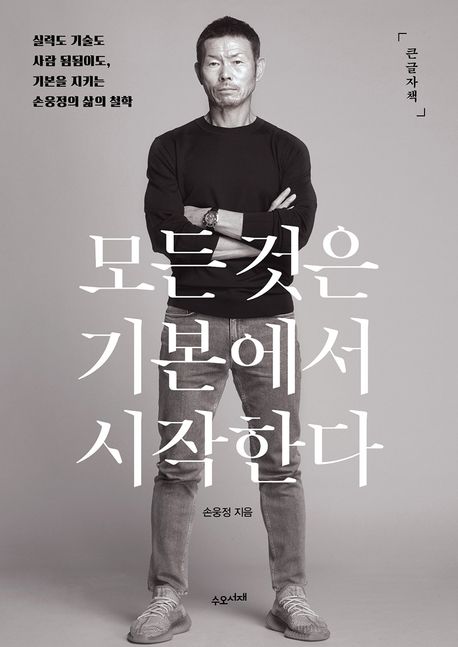 실력도 기술도
사람 됨됨이도,
기본을 지키는
손웅정의 삶의 철학
「큰글자책」
모든 것은
기본에서
시작한다
손웅정 지음
수오서재